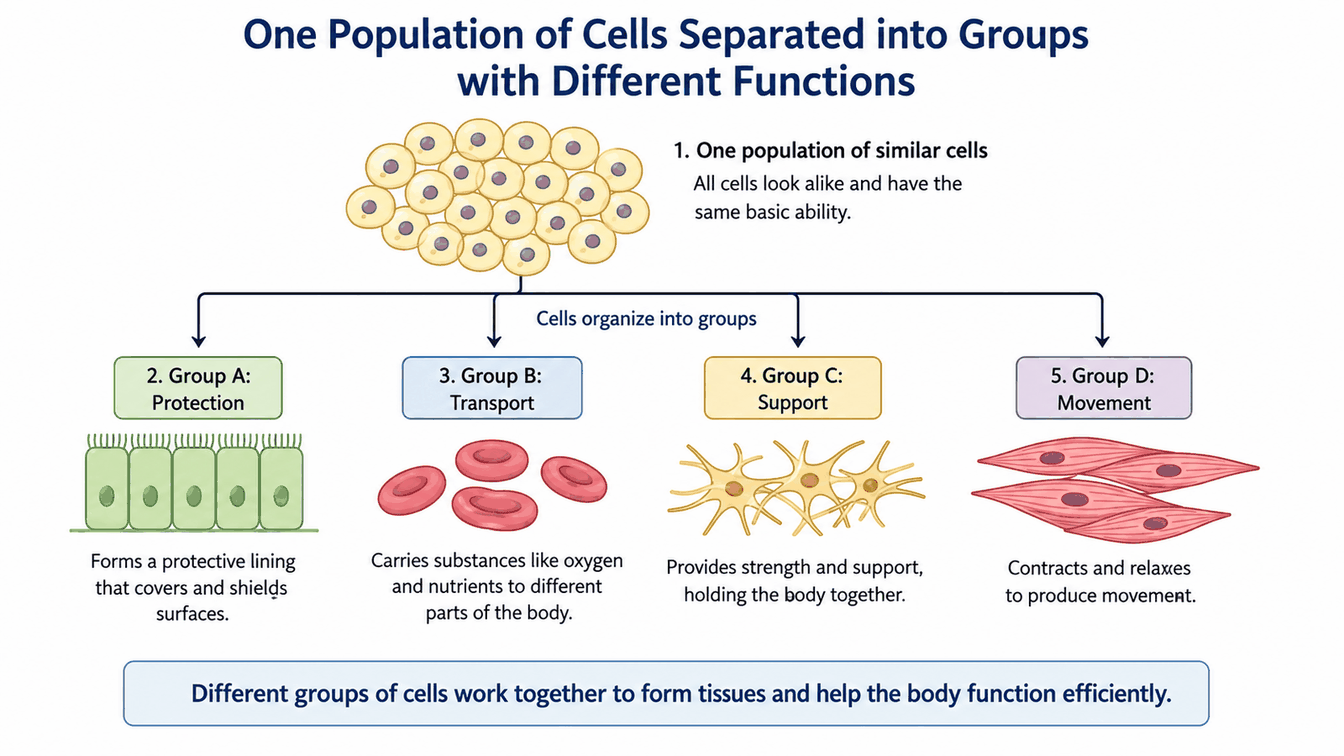 One Population of Cells Separated into Groups
with Different Functions
1. One population of similar cells
All cells look alike and have the
same basic ability.
Cells organize into groups
2. Group A:
Protection
3. Group B:
Transport
4. Group C:
Support
5. Group D:
Movement
Forms a protective lining
that covers and shields
surfaces.
Carries substances like oxygen
and nutrients to different
parts of the body.
Provides strength and support,
holding the body together.
Contracts and relaxes
to produce movement.
Different groups of cells work together to form tissues and help the body function efficiently.